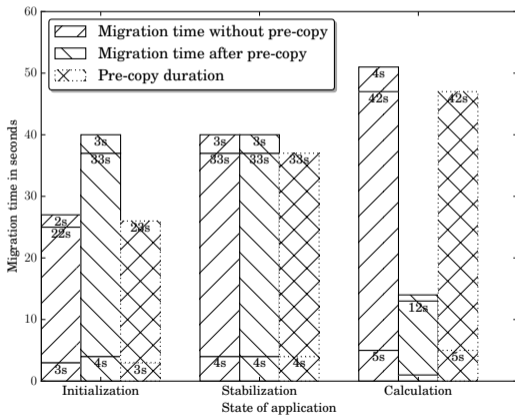 60
50
40
30
20
10
0
Migration time in seconds
Migration time without pre-copy
Migration time after pre-copy
Pre-copy duration
2s
22s
3s
3s
33s
4s
3s
3s
33s
4s
3s
33s
4s
33s
4s
4s
42s
5s
12s
42s
5s
Initialization
Stabilization
Calculation
State of application